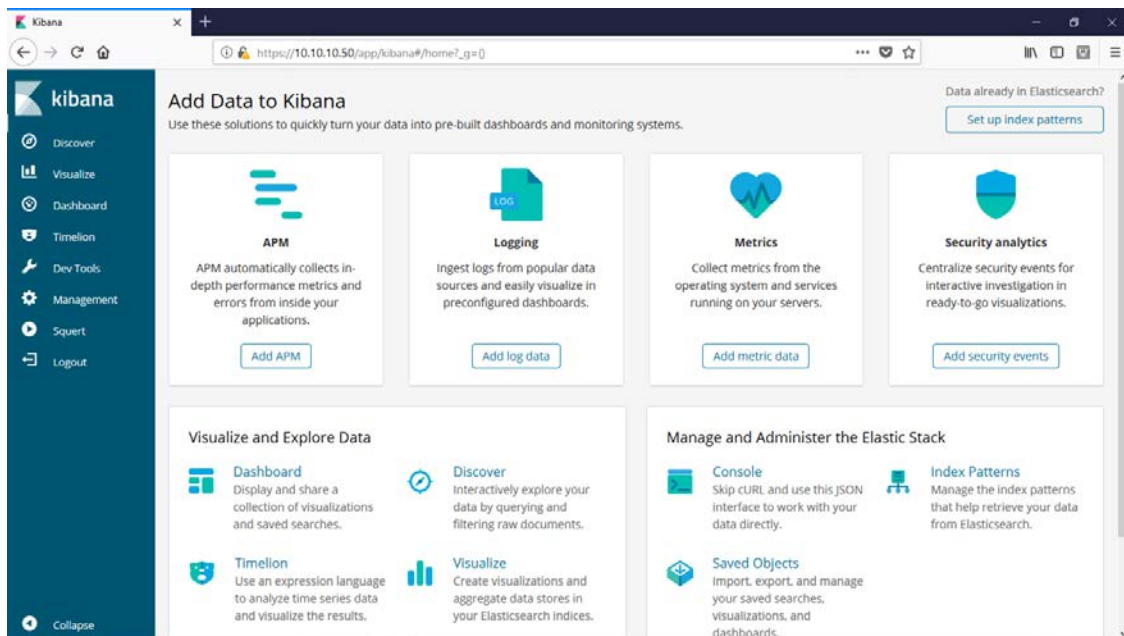 Kibana
https://10.10.10.50/app/kibana#/home?_g=()
kibana
Discover
Visualize
Dashboard
Timelion
Dev Tools
Management
Squert
Logout
Collapse
Add Data to Kibana
Use these solutions to quickly turn your data into pre-built dashboards and monitoring systems.
Data already in Elasticsearch?
Set up index patterns
APM
APM automatically collects in-
depth performance metrics and
errors from inside your
applications.
Add APM
LOG
Logging
Ingest logs from popular data
sources and easily visualize in
preconfigured dashboards.
Add log data
Metrics
Collect metrics from the
operating system and services
running on your servers.
Add metric data
Security analytics
Centralize security events for
interactive investigation in
ready-to-go visualizations.
Add security events
Visualize and Explore Data
Dashboard
Display and share a
collection of visualizations
and saved searches.
Discover
Interactively explore your
data by querying and
filtering raw documents.
Timelion
Use an expression language
to analyze time series data
and visualize the results.
Visualize
Create visualizations and
aggregate data stores in
your Elasticsearch indices.
Manage and Administer the Elastic Stack
Console
Skip cURL and use this JSON
interface to work with your
data directly.
Index Patterns
Manage the index patterns
that help retrieve your data
from Elasticsearch.
Saved Objects
Import, export, and manage
your saved searches,
visualizations, and
dashboards.